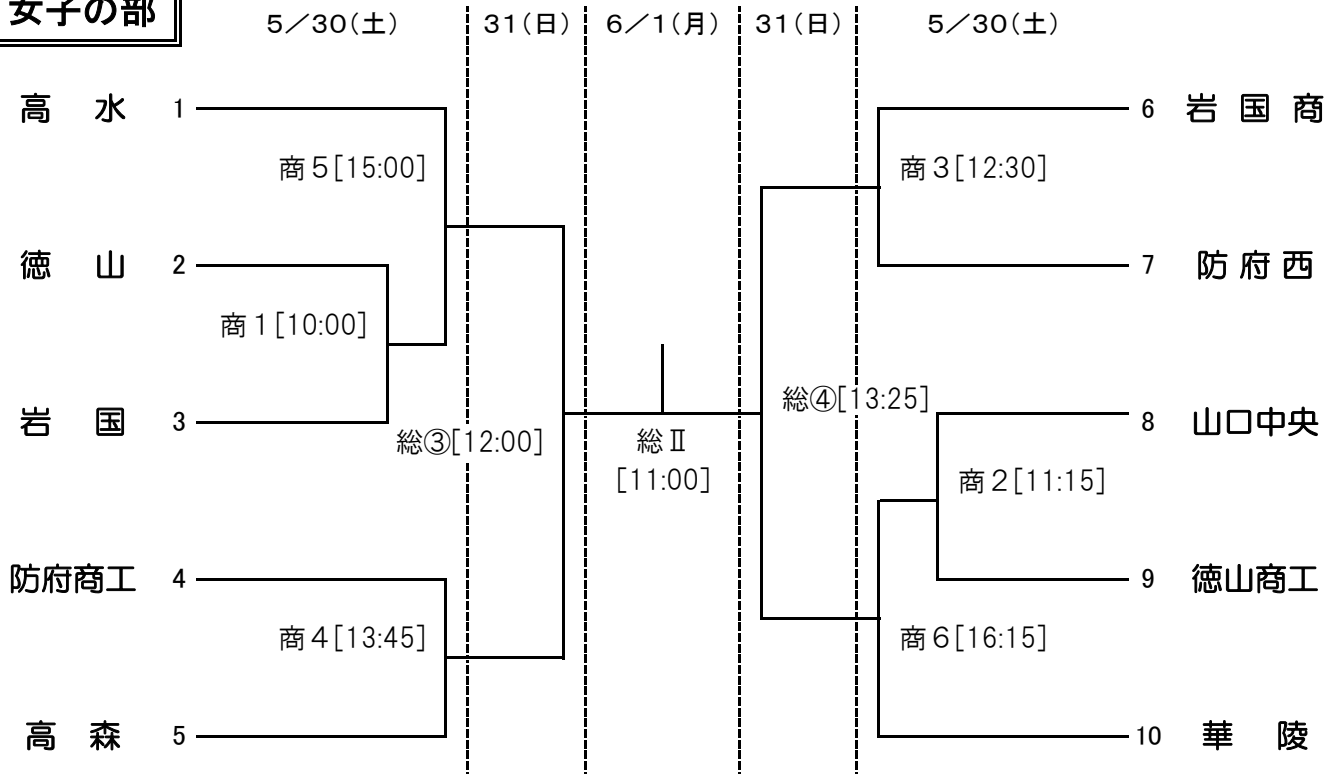 女子の部
5／30(土) 31(日) 6／1(月) 31(日) 5／30(土)
高 水 1
商5[15:00]
徳 山 2
商1[10:00]
岩 国 3
総③[12:00]
防府商工 4
商4[13:45]
高 森 5
総Ⅱ
[11:00]
6 岩 国 商
商3[12:30]
7 防 府 西
総④[13:25]
8 山口中央
商2[11:15]
9 徳山商工
商6[16:15]
10 華 陵